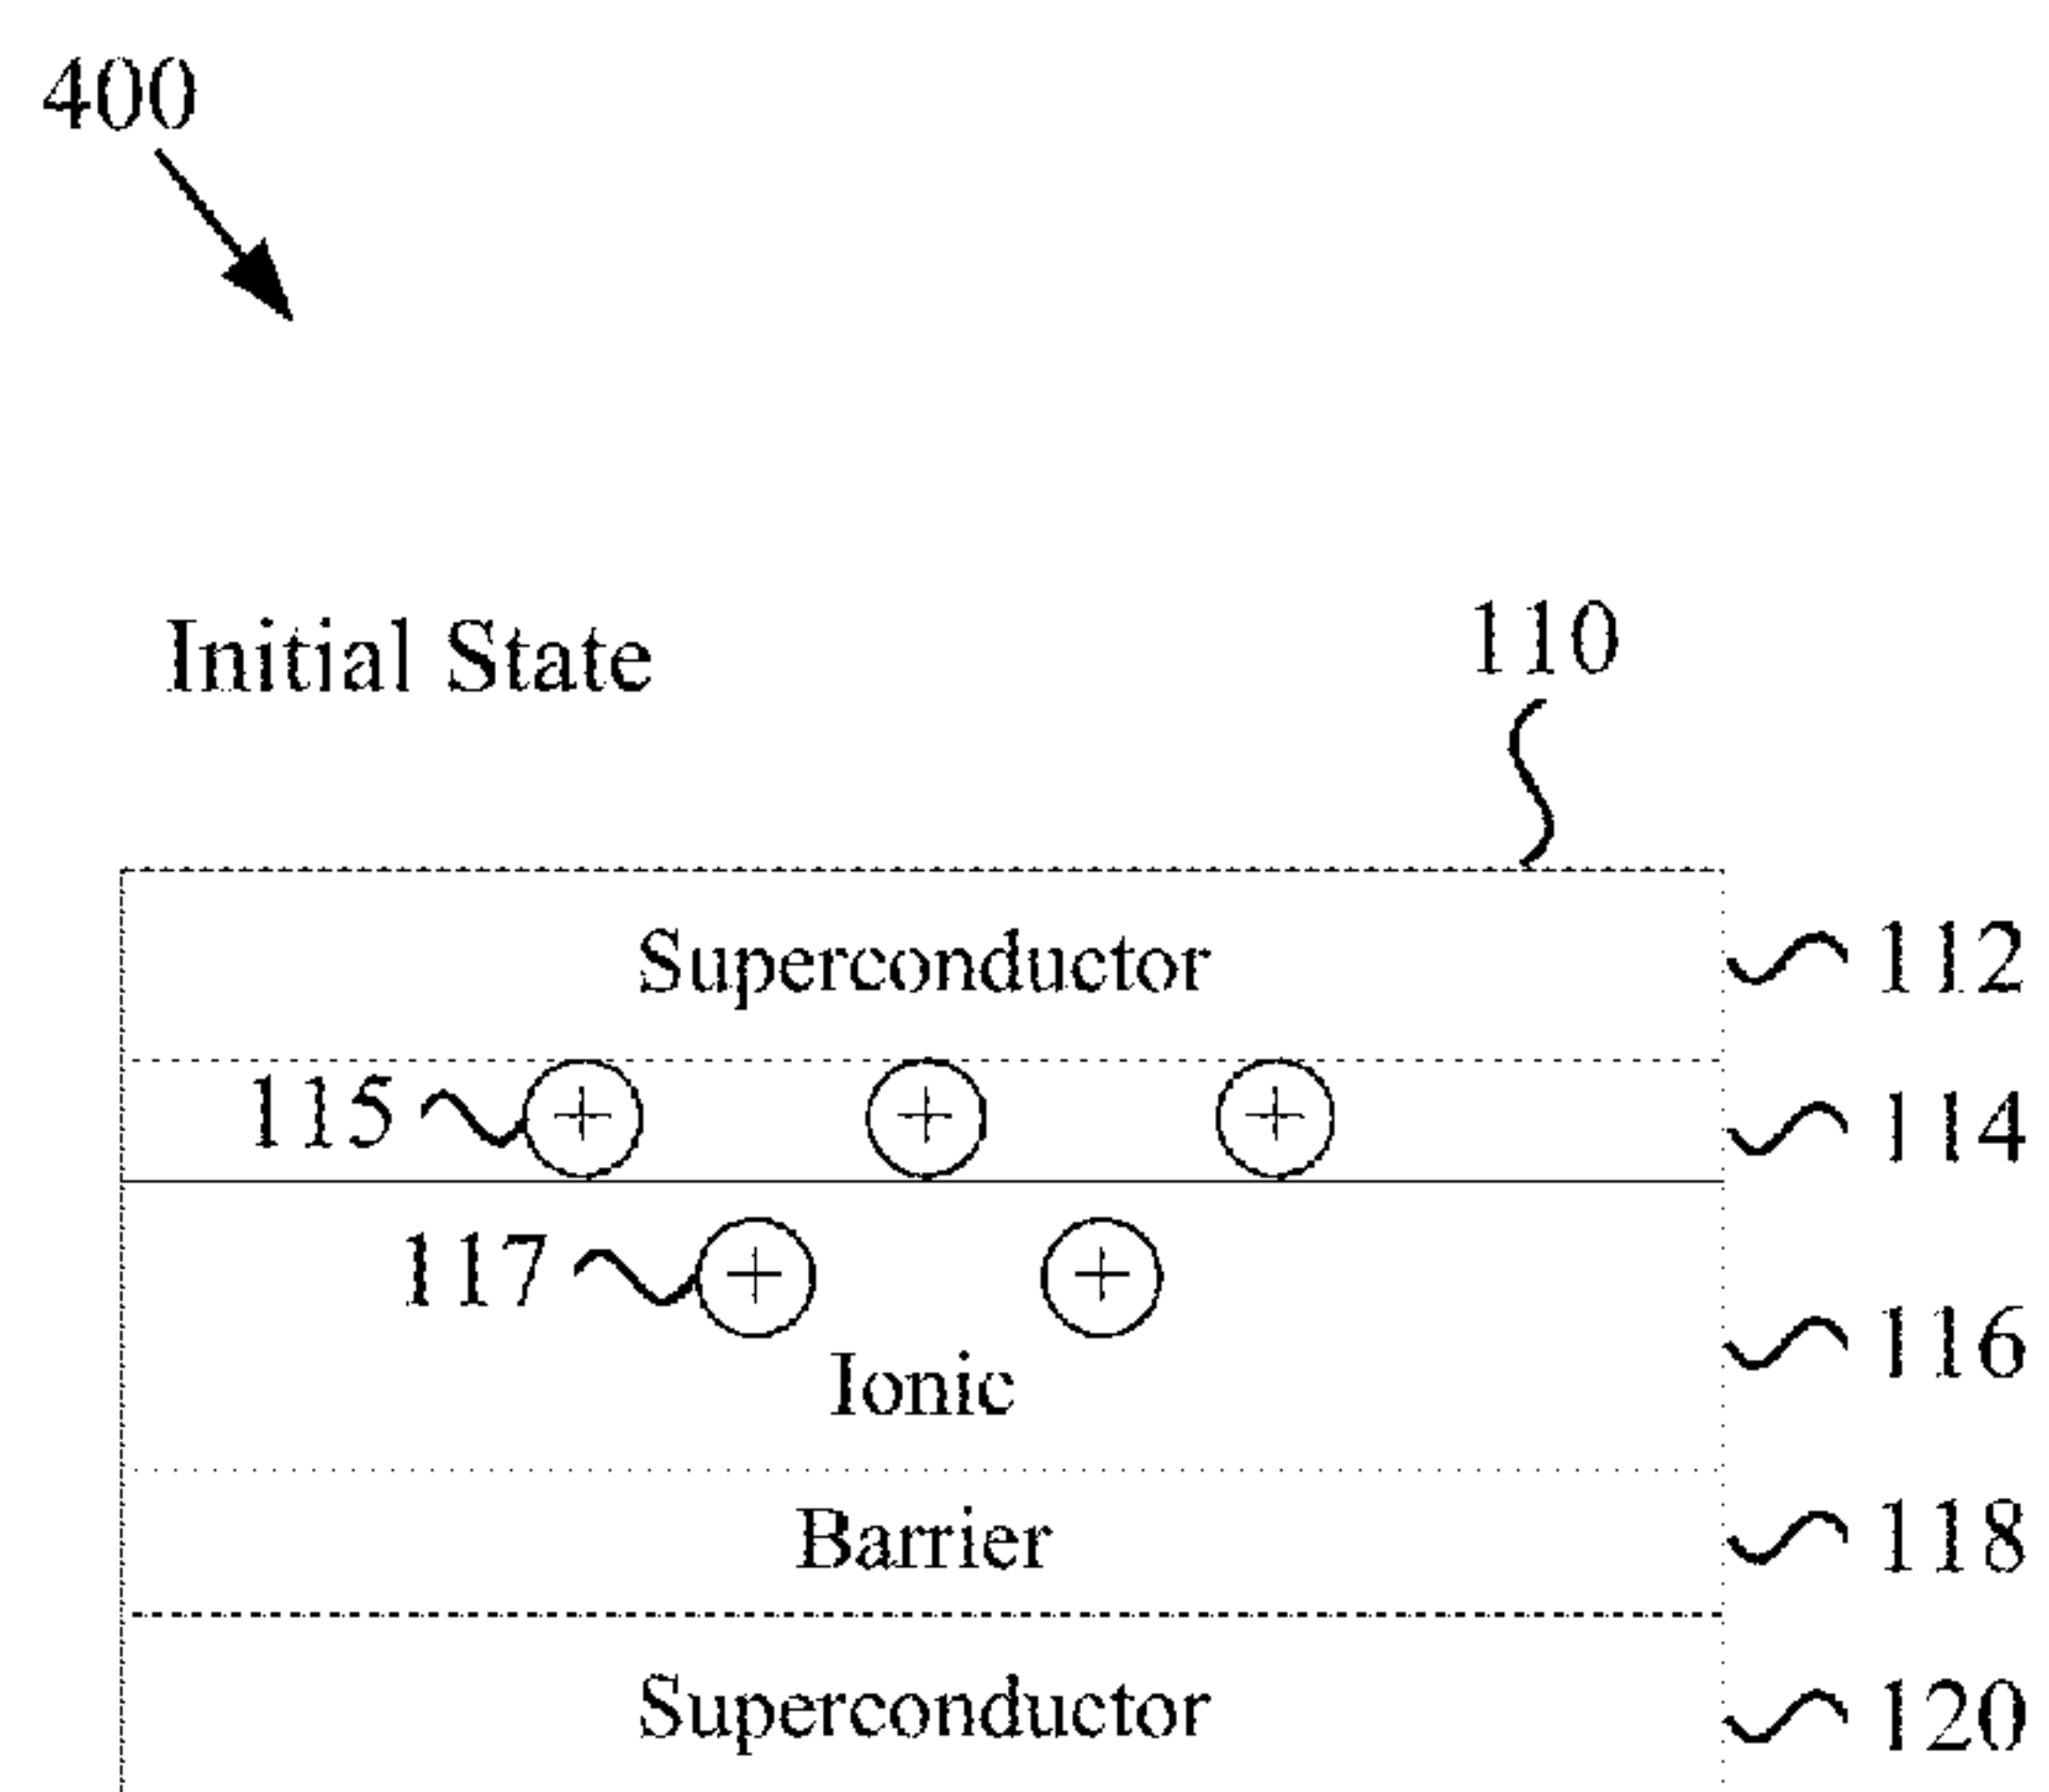 400
Initial State
110
Superconductor 112
115 + + + 114
117 + +
116
Ionic
Barrier 118
Superconductor 120